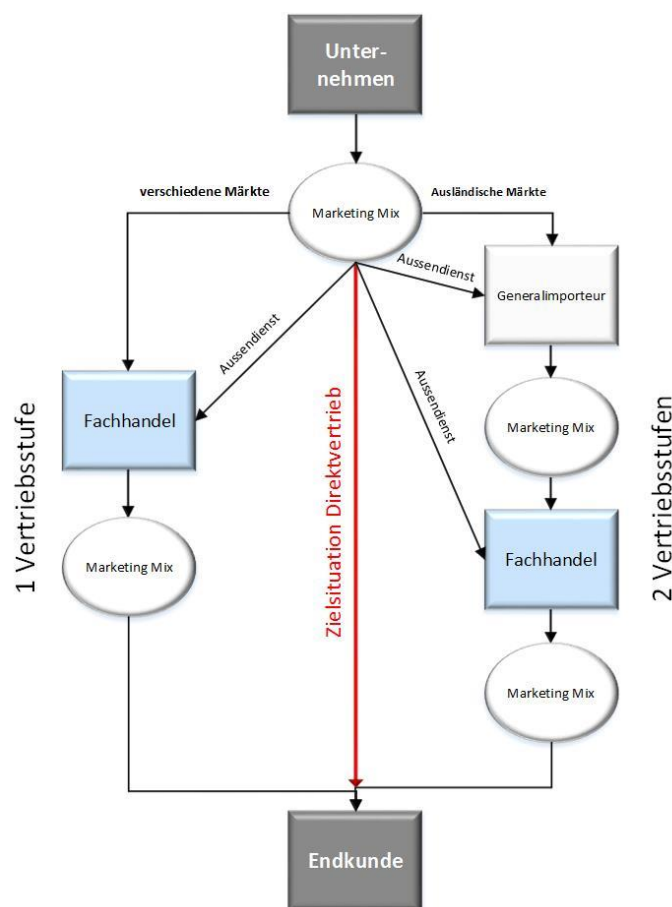 Unter-
nehmen
verschiedene Märkte
Marketing Mix
Ausländische Märkte
Aussendienst
Generalimporteur
Aussendienst
Aussendienst
Fachhandel
1 Vertriebsstufe
Zielsituation Direktvertrieb
Marketing Mix
2 Vertriebsstufen
Marketing Mix
Fachhandel
Marketing Mix
Endkunde